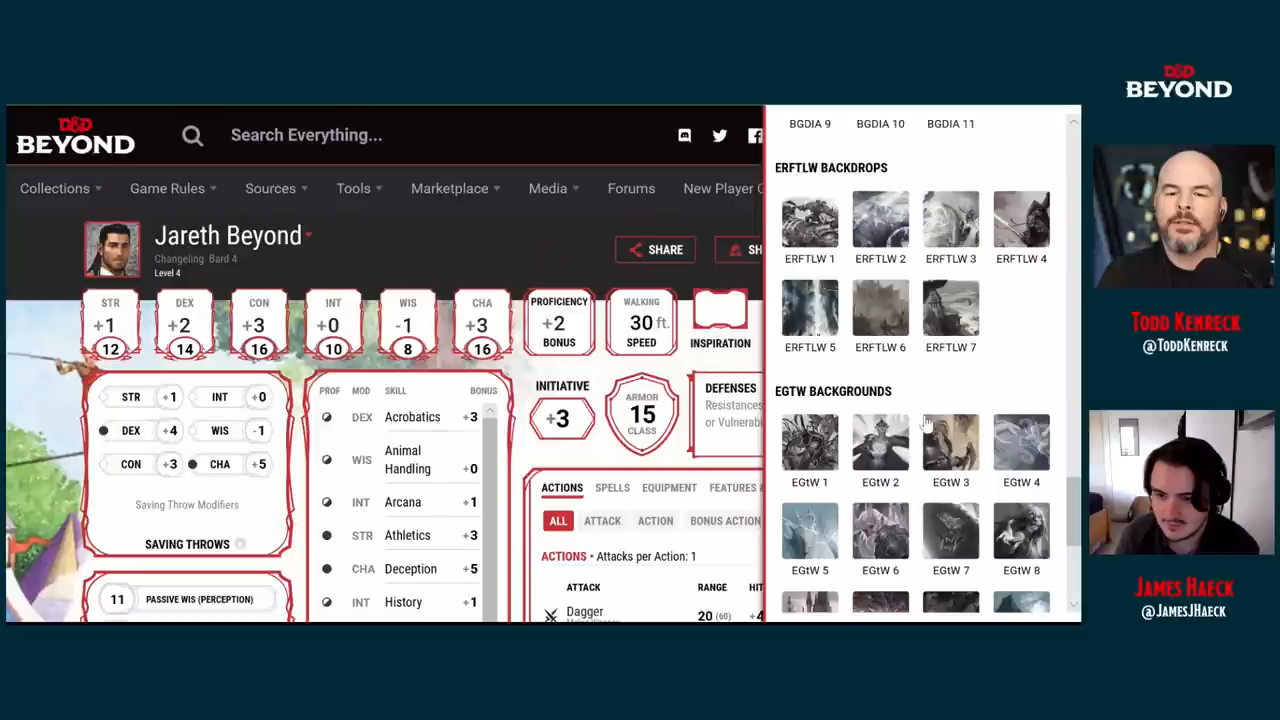 D&D
BEYOND
Search Everything...
Collections
Game Rules
Sources
Tools
Marketplace
Media
Forums
New Player
Jareth Beyond
Changeling Bard 4
Level 4
SHARE
SH
STR
+1
12
DEX
+2
14
CON
+3
16
INT
+0
10
WIS
-1
8
CHA
+3
16
PROFICIENCY
+2
BONUS
WALKING
30 ft.
SPEED
INSPIRATION
STR +1 INT +0
DEX +4 WIS -1
CON +3 CHA +5
Saving Throw Modifiers
SAVING THROWS
11 PASSIVE WIS (PERCEPTION)
PROF MOD SKILL BONUS
DEX Acrobatics +3
WIS Animal Handling +0
INT Arcana +1
STR Athletics +3
CHA Deception +5
INT History +1
INITIATIVE
+3
ARMOR
15
CLASS
DEFENSES
Resistances
or Vulnerabi
ACTIONS SPELLS EQUIPMENT FEATURES &
ALL ATTACK ACTION BONUS ACTION
ACTIONS • Attacks per Action: 1
ATTACK RANGE HIT
Dagger 20 (60) +4
BGDIA 9 BGDIA 10 BGDIA 11
ERFTLW BACKDROPS
ERFTLW 1 ERFTLW 2 ERFTLW 3 ERFTLW 4
ERFTLW 5 ERFTLW 6 ERFTLW 7
EGTW BACKGROUNDS
EGtW 1 EGtW 2 EGtW 3 EGtW 4
EGtW 5 EGtW 6 EGtW 7 EGtW 8
D&D
BEYOND
TODD KENRECK
@TODDKENRECK
JAMES HAECK
@JAMESJHAECK